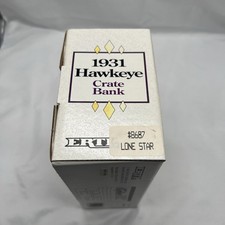 1931
Hawkeye
Crate
Bank
ERTL
#8687
LONE STAR